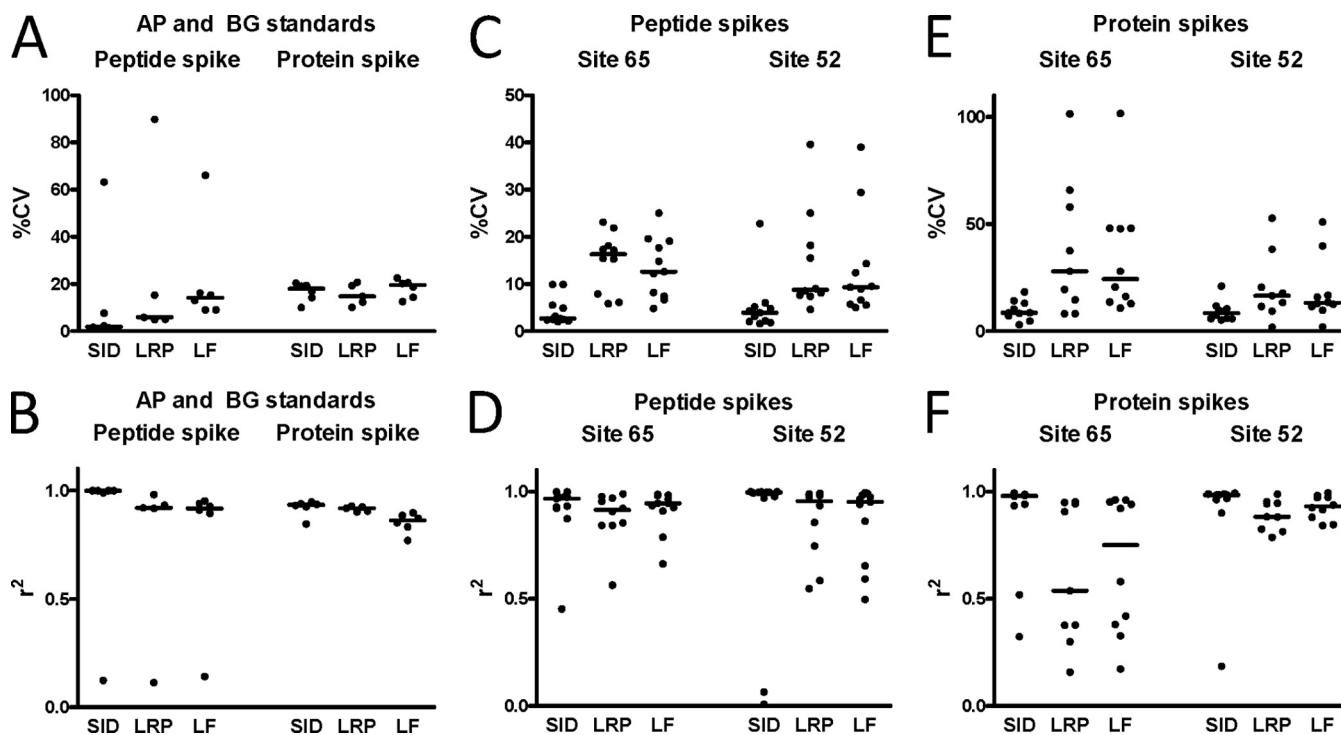 A
AP and BG standards
Peptide spike Protein spike
%CV
100
80
60
40
20
0
SID LRP LF SID LRP LF
C
Peptide spikes
Site 65 Site 52
%CV
50
40
30
20
10
0
SID LRP LF SID LRP LF
E
Protein spikes
Site 65 Site 52
%CV
100
50
0
SID LRP LF SID LRP LF
B
AP and BG standards
Peptide spike Protein spike
r²
1.0
0.5
0.0
SID LRP LF SID LRP LF
D
Peptide spikes
Site 65 Site 52
r²
1.0
0.5
0.0
SID LRP LF SID LRP LF
F
Protein spikes
Site 65 Site 52
r²
1.0
0.5
0.0
SID LRP LF SID LRP LF